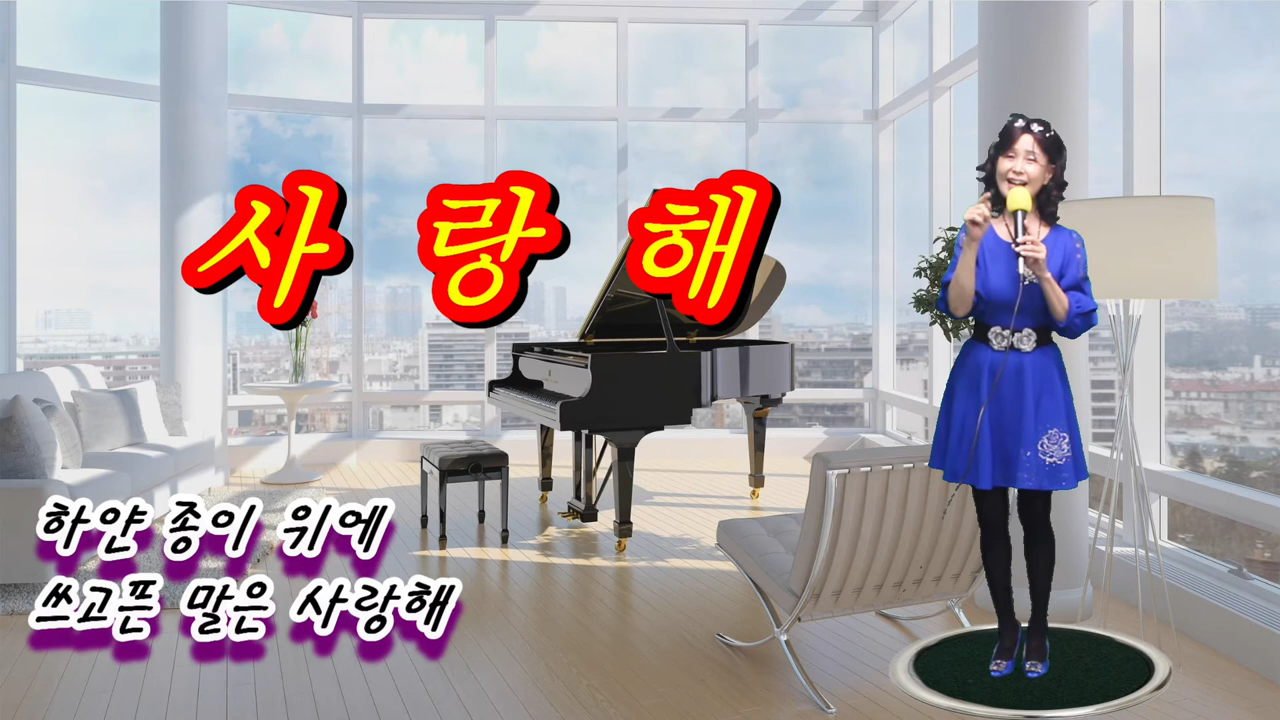 사랑해
하얀 종이 위에
쓰고픈 말은 사랑해